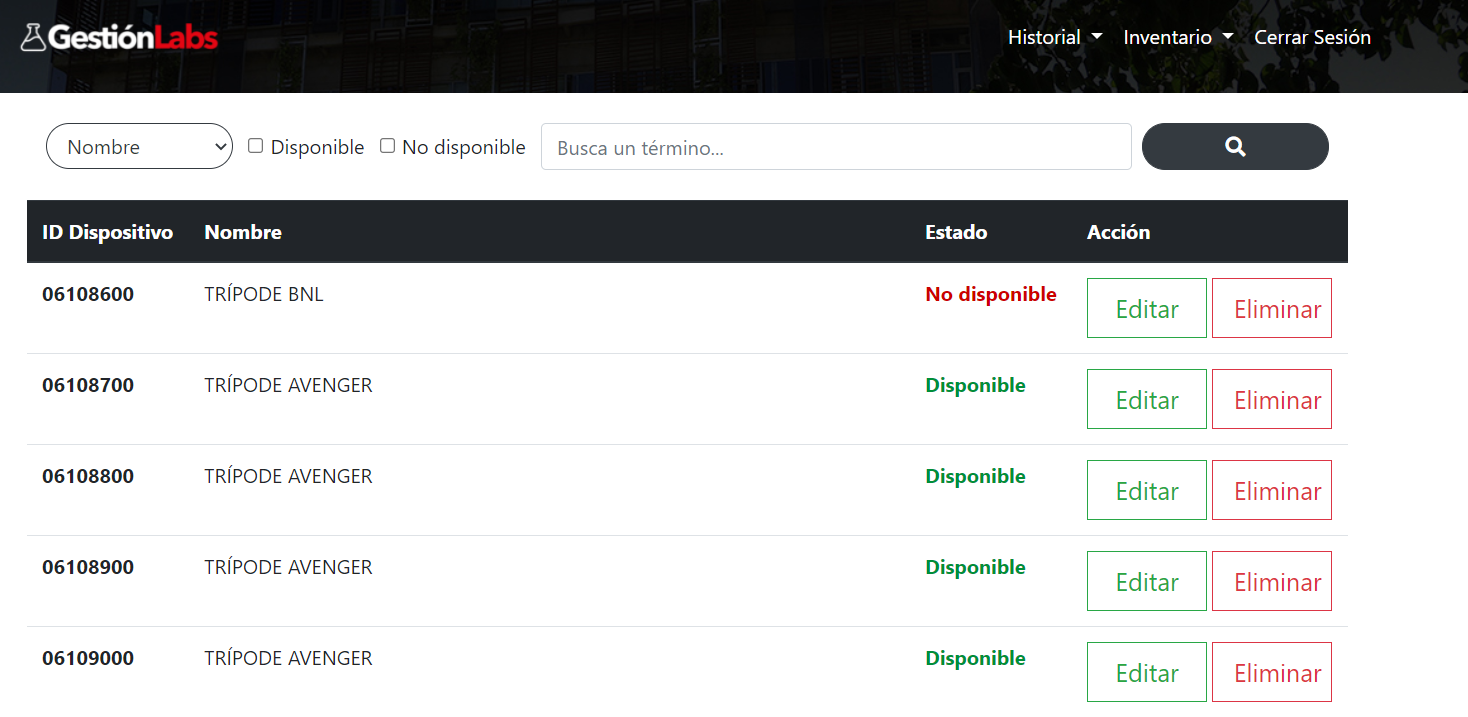 GestiónLabs Historial Inventario Cerrar Sesión
Nombre Disponible No disponible Busca un término...
ID Dispositivo Nombre Estado Acción
06108600 TRÍPODE BNL No disponible Editar Eliminar
06108700 TRÍPODE AVENGER Disponible Editar Eliminar
06108800 TRÍPODE AVENGER Disponible Editar Eliminar
06108900 TRÍPODE AVENGER Disponible Editar Eliminar
06109000 TRÍPODE AVENGER Disponible Editar Eliminar